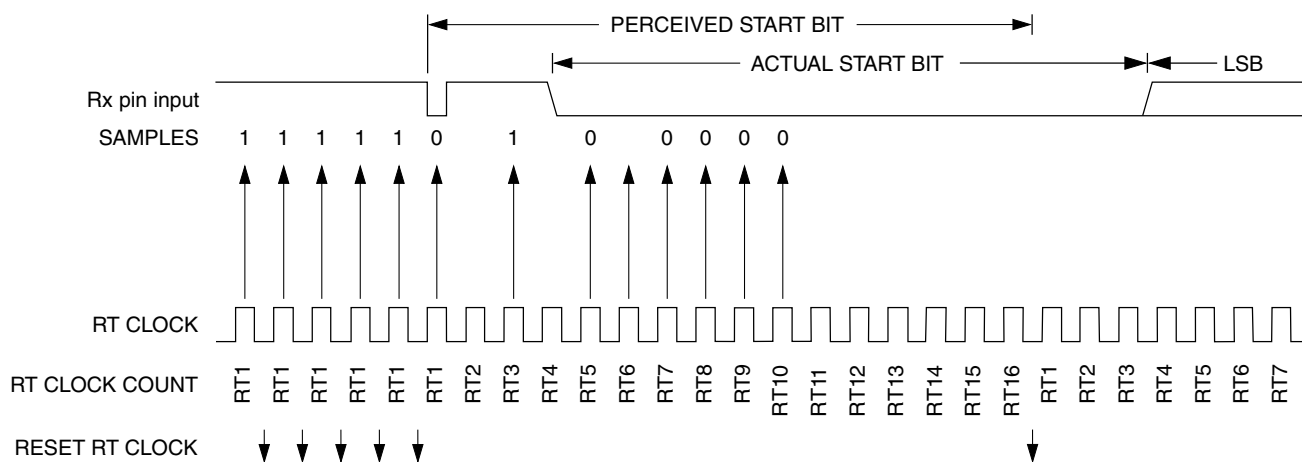 PERCEIVED START BIT
ACTUAL START BIT LSB
Rx pin input
SAMPLES 1 1 1 1 1 0 1 0 0 0 0 0
RT CLOCK
RT CLOCK COUNT RT1 RT1 RT1 RT1 RT1 RT1 RT2 RT3 RT4 RT5 RT6 RT7 RT8 RT9 RT10 RT11 RT12 RT13 RT14 RT15 RT16 RT1 RT2 RT3 RT4 RT5 RT6 RT7
RESET RT CLOCK